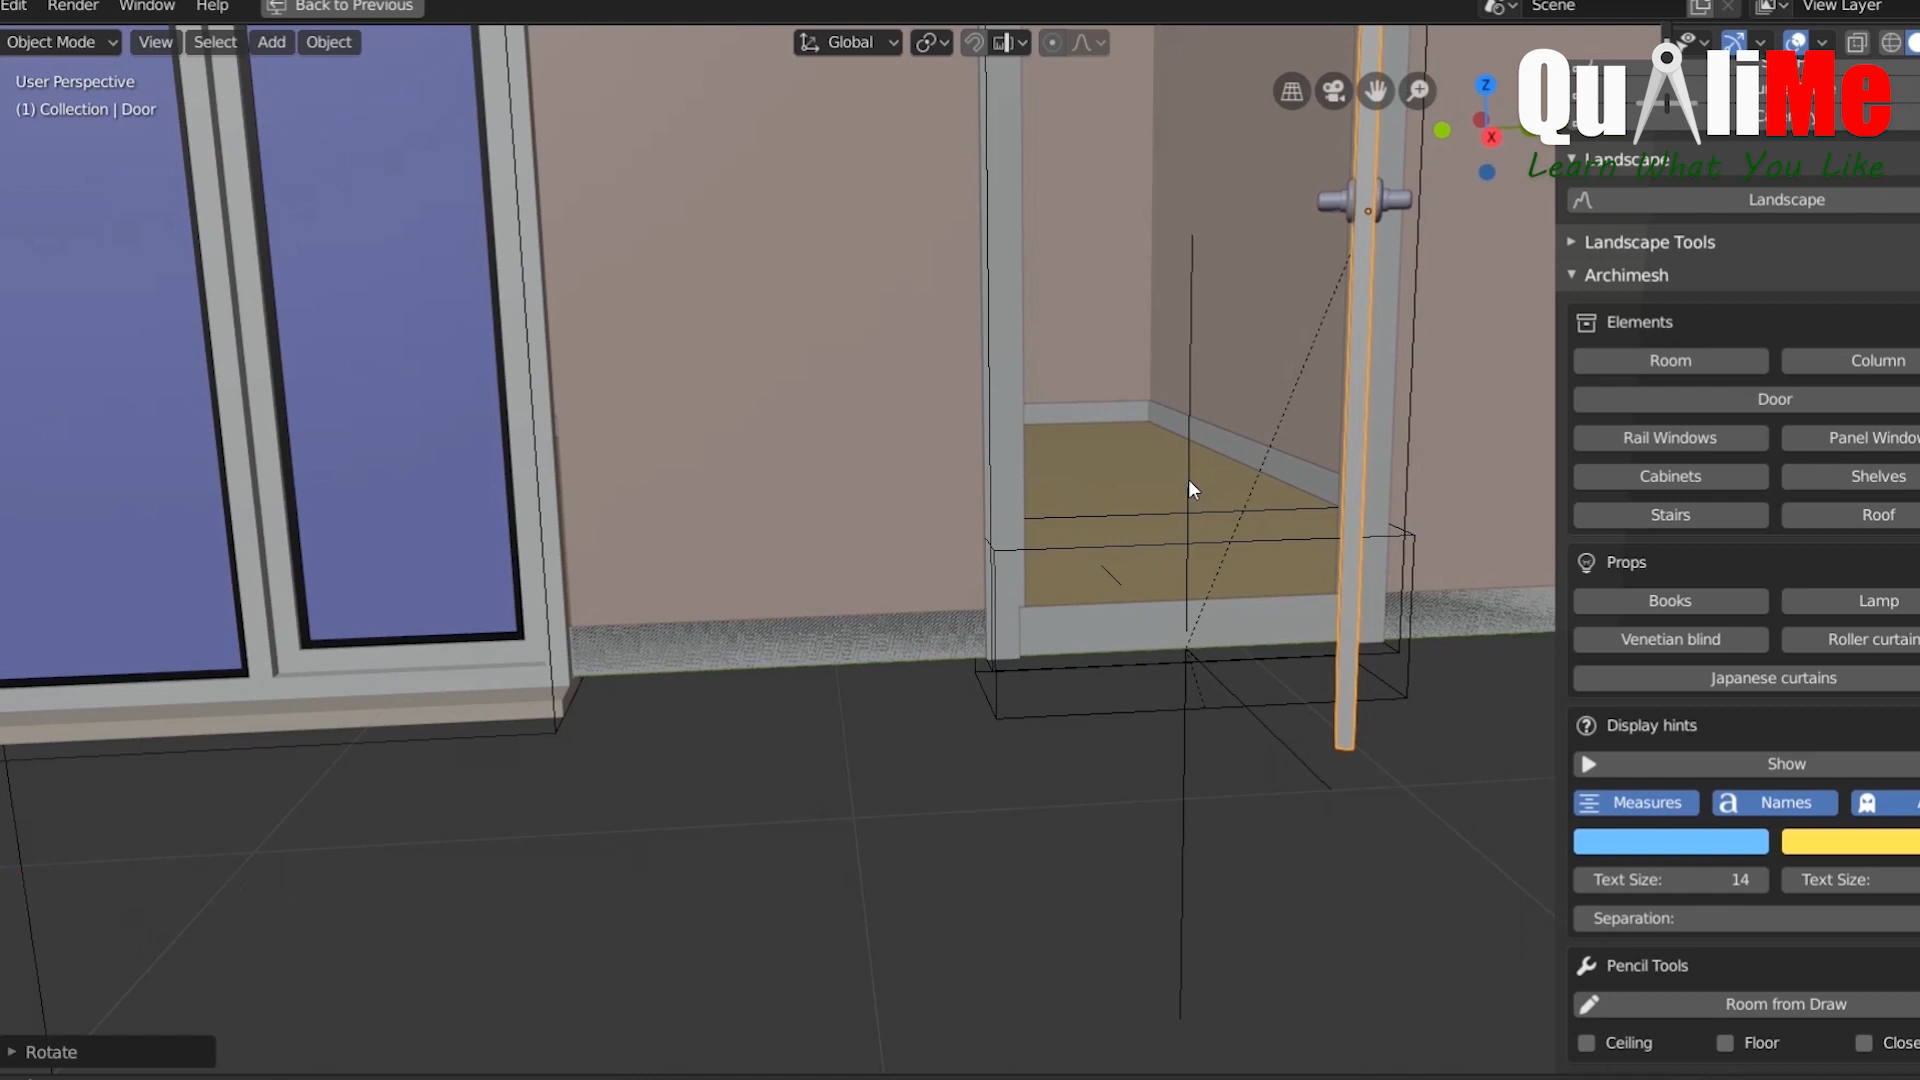 Edit Render Window Help Back to Previous Scene View Layer
Object Mode View Select Add Object Global
User Perspective
(1) Collection | Door
Z
X
QuAliMe
Learn What You Like
Landscape
Landscape
Landscape Tools
Archimesh
Elements
Room Column
Door
Rail Windows Panel Window
Cabinets Shelves
Stairs Roof
Props
Books Lamp
Venetian blind Roller curtain
Japanese curtains
Display hints
Show
Measures a Names
Text Size: 14 Text Size:
Separation:
Pencil Tools
Room from Draw
Ceiling Floor Close
Rotate